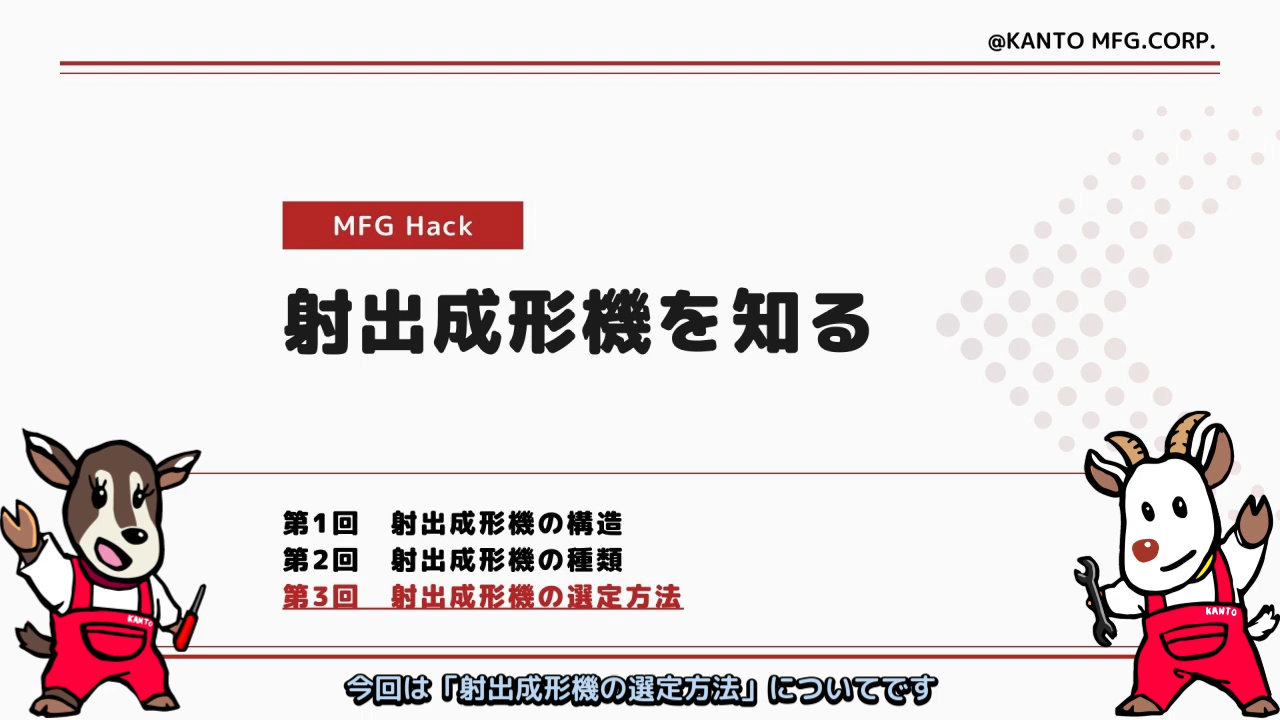 @KANTO MFG.CORP.
MFG Hack
射出成形機を知る
第1回　射出成形機の構造
第2回　射出成形機の種類
第3回　射出成形機の選定方法
KANTO
KANTO
今回は「射出成形機の選定方法」についてです